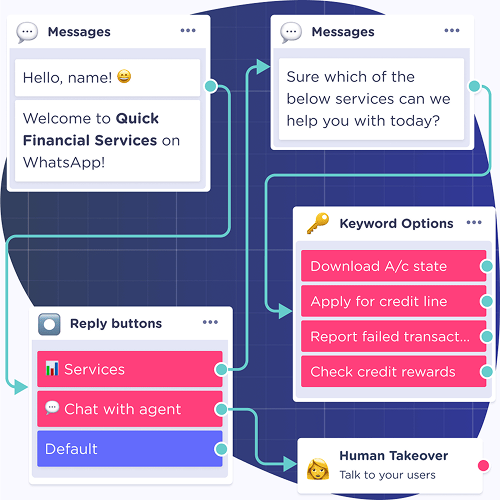 Messages
Hello, name! 😀
Welcome to Quick
Financial Services on
WhatsApp!
Messages
Sure which of the
below services can we
help you with today?
Keyword Options
Download A/c state
Apply for credit line
Report failed transact...
Check credit rewards
Reply buttons
Services
Chat with agent
Default
Human Takeover
Talk to your users